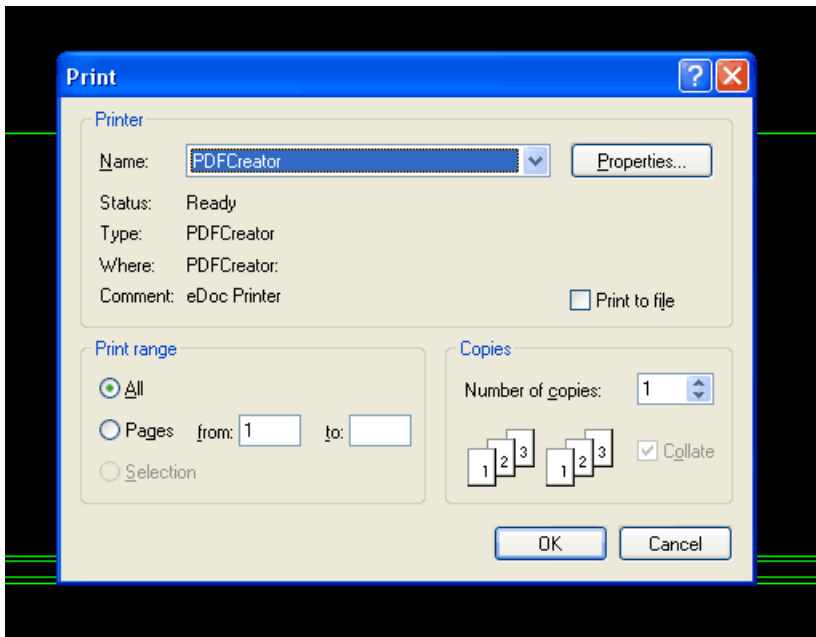 Print
Printer
Name: PDFCreator Properties...
Status: Ready
Type: PDFCreator
Where: PDFCreator:
Comment: eDoc Printer Print to file
Print range Copies
All Number of copies: 1
Pages from: 1 to:
1 2 3 1 2 3 Collate
Selection
OK Cancel